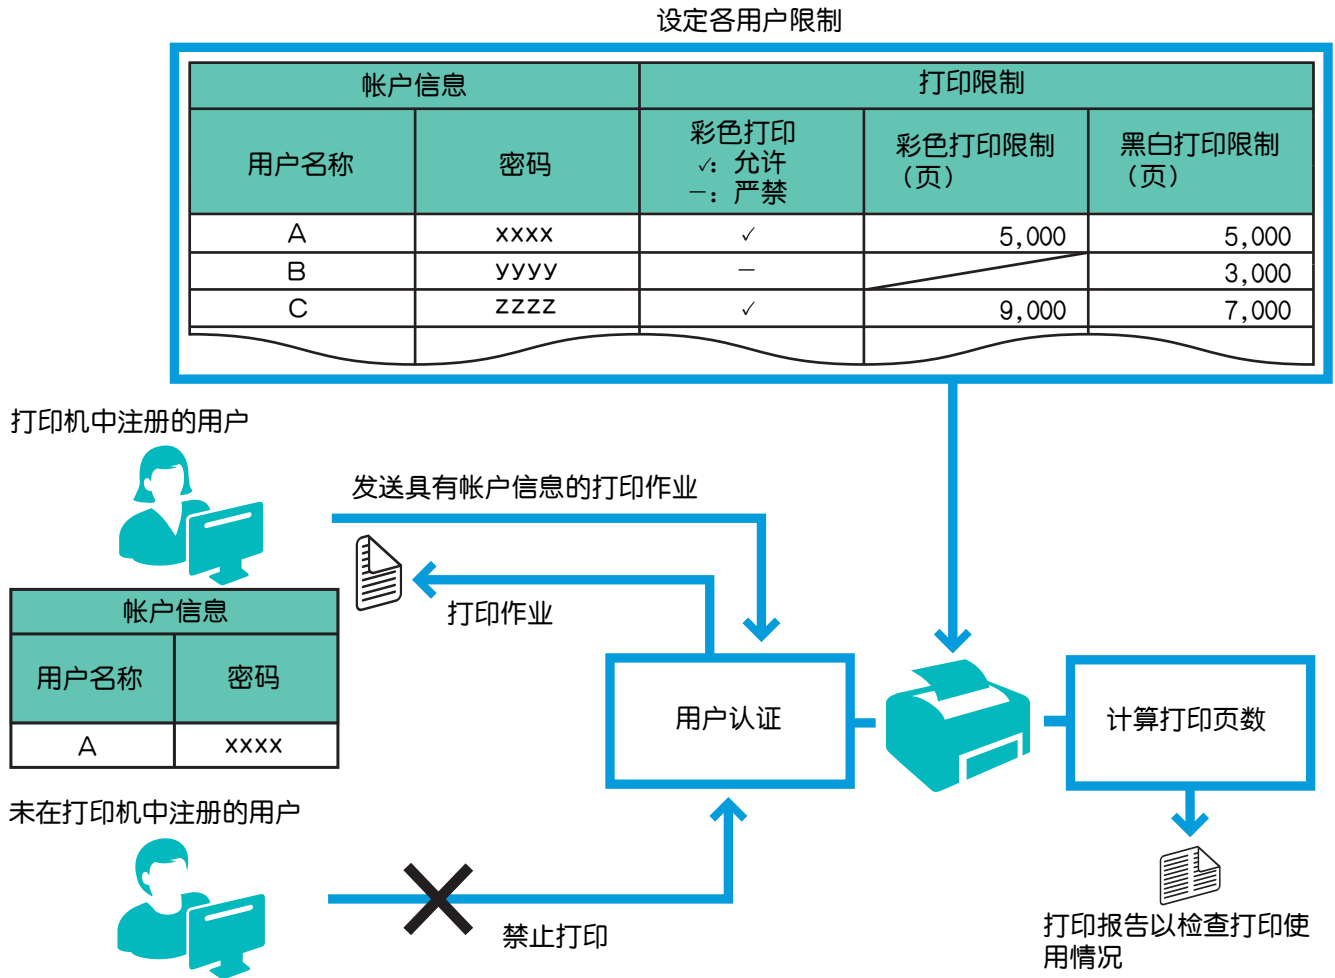 设定各用户限制
帐户信息 打印限制
用户名称 密码 彩色打印 彩色打印限制 黑白打印限制
✓：允许 （页） （页）
－：严禁
A xxxx ✓ 5,000 5,000
B yyyy － 3,000
C zzzz ✓ 9,000 7,000
打印机中注册的用户
发送具有帐户信息的打印作业
打印作业
帐户信息
用户名称 密码
A xxxx
用户认证
计算打印页数
未在打印机中注册的用户
禁止打印
打印报告以检查打印使
用情况